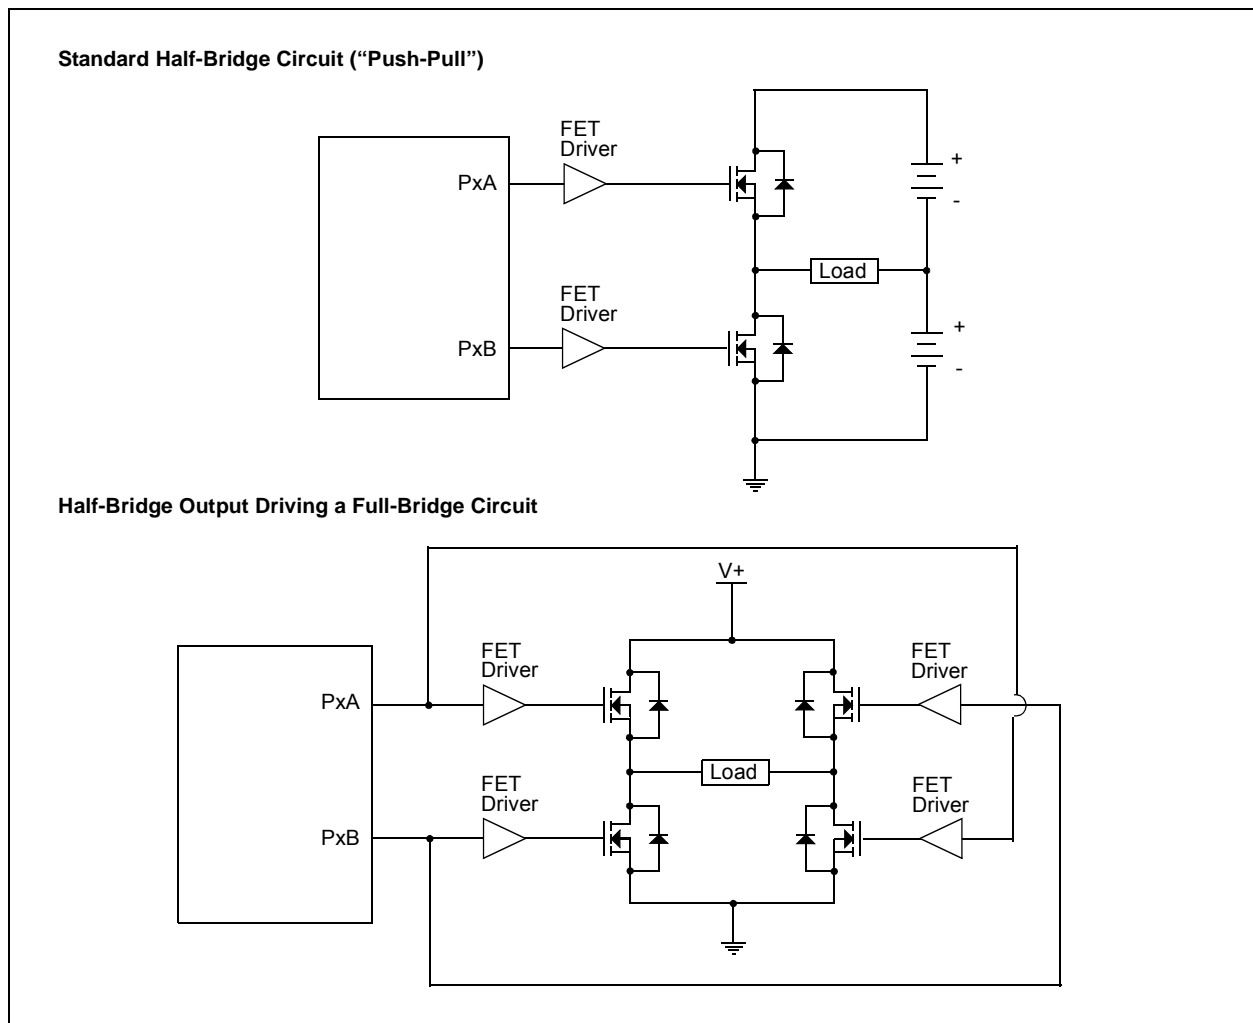 Standard Half-Bridge Circuit (“Push-Pull”)
FET
Driver
PxA
+
-
Load
FET
Driver
PxB
+
-
Half-Bridge Output Driving a Full-Bridge Circuit
V+
FET
Driver
FET
Driver
PxA
Load
FET
Driver
FET
Driver
PxB